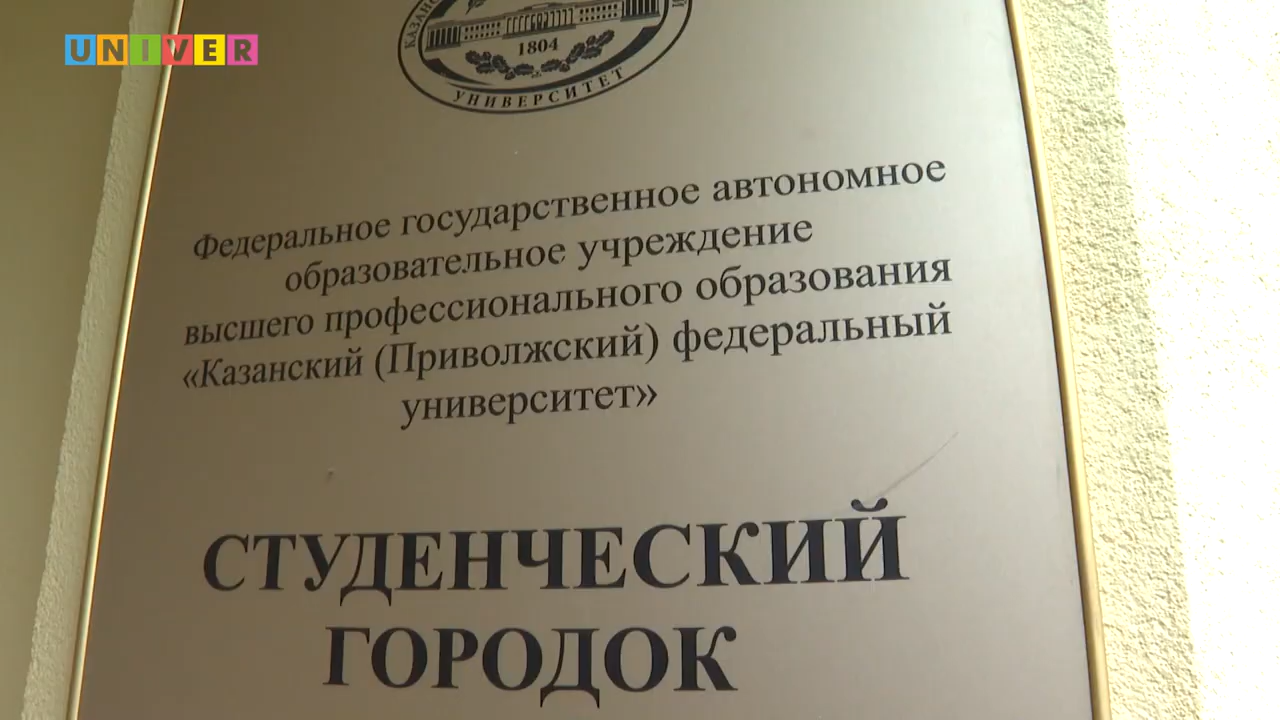 UNIVER
1804
УНИВЕРСИТЕТ
Федеральное государственное автономное
образовательное учреждение
высшего профессионального образования
«Казанский (Приволжский) федеральный
университет»
СТУДЕНЧЕСКИЙ
ГОРОДОК